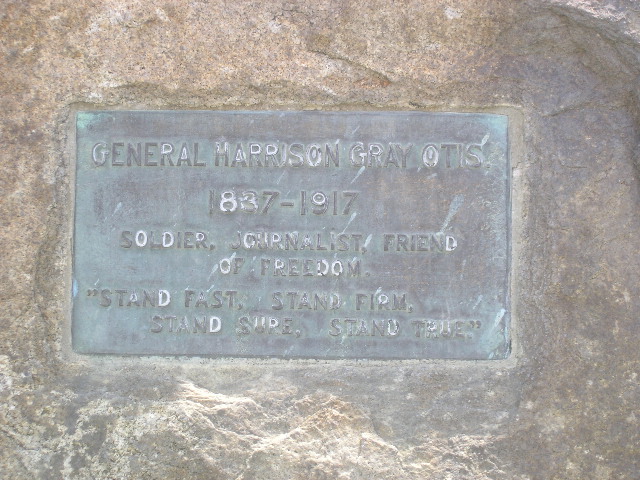 GENERAL HARRISON GRAY OTIS.
1837-1917
SOLDIER, JOURNALIST, FRIEND
OF FREEDOM.
"STAND FAST, STAND FIRM,
STAND SURE, STAND TRUE."